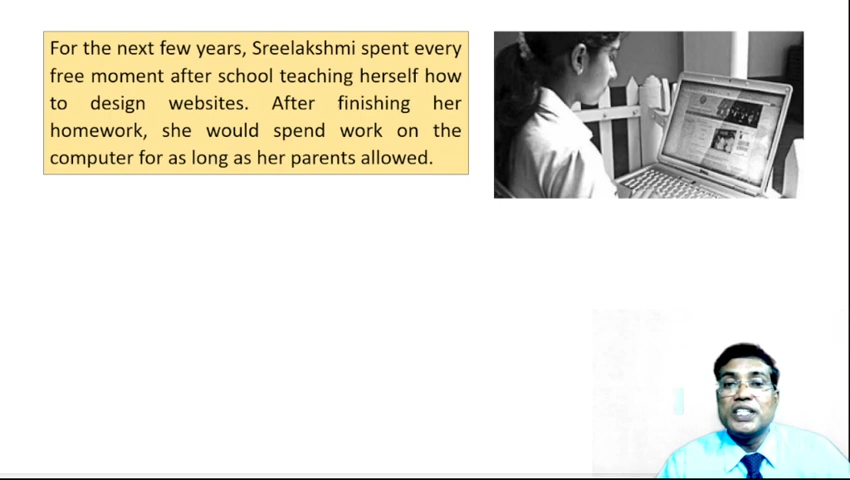 For the next few years, Sreelakshmi spent every
free moment after school teaching herself how
to design websites. After finishing her
homework, she would spend work on the
computer for as long as her parents allowed.